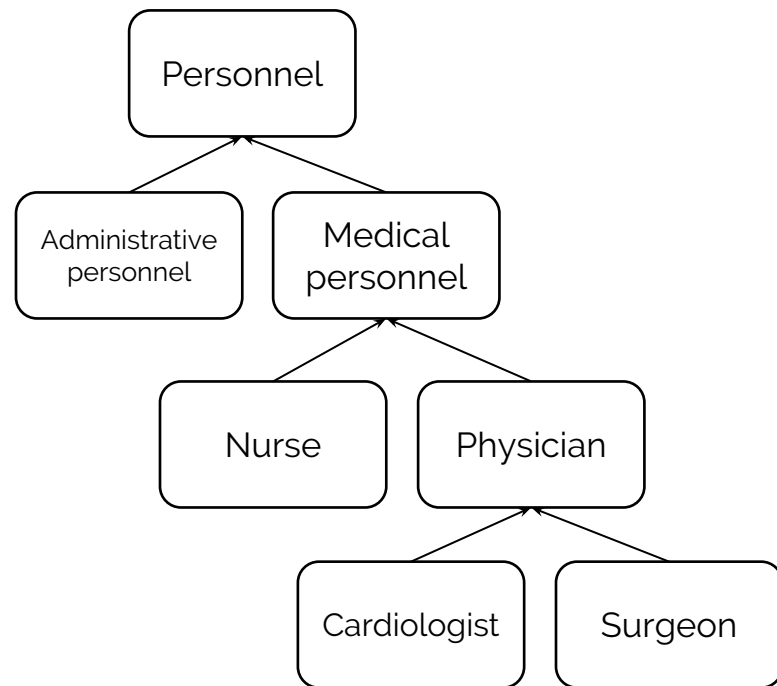 Personnel
Administrative
personnel
Medical
personnel
Nurse
Physician
Cardiologist
Surgeon